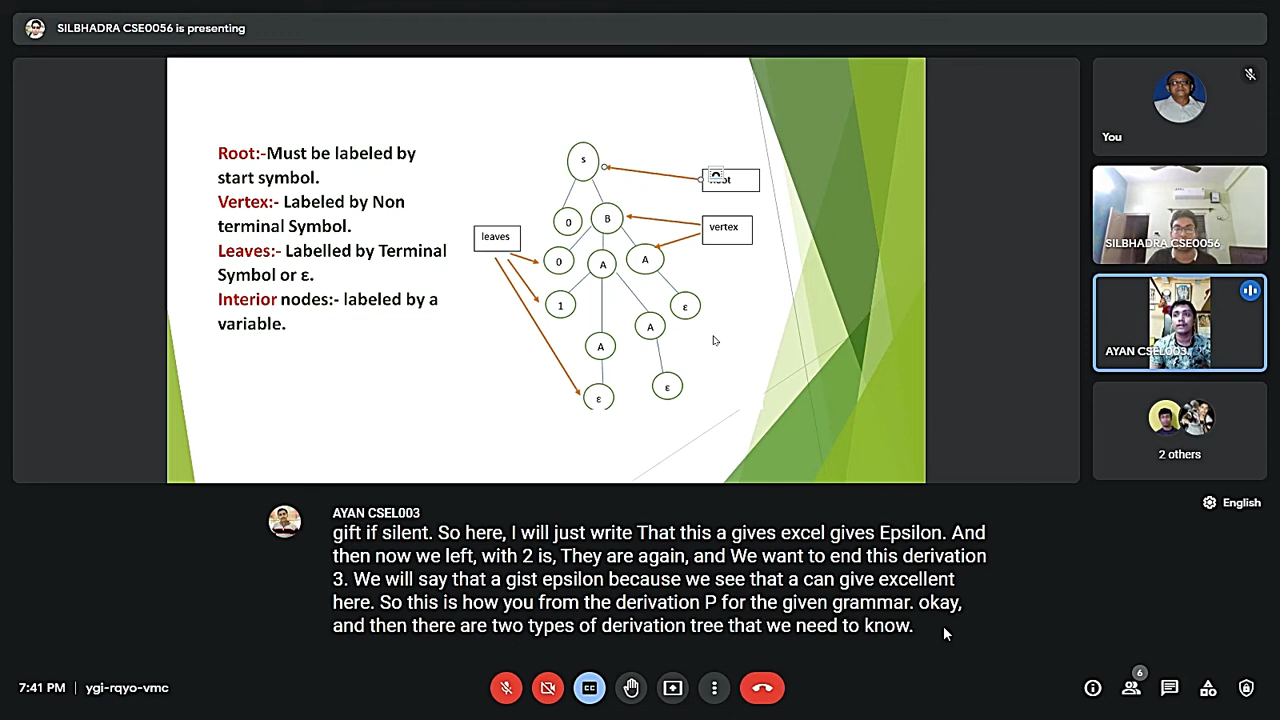 SILBHADRA CSE0056 is presenting
Root:-Must be labeled by
start symbol.
Vertex:- Labeled by Non
terminal Symbol.
Leaves:- Labelled by Terminal
Symbol or ε.
Interior nodes:- labeled by a
variable.
s
0
B
vertex
leaves
0
A
A
1
ε
A
A
ε
ε
You
SILBHADRA CSE0056
AYAN CSEL003
2 others
English
AYAN CSEL003
gift if silent. So here, I will just write That this a gives excel gives Epsilon. And
then now we left, with 2 is, They are again, and We want to end this derivation
3. We will say that a gist epsilon because we see that a can give excellent
here. So this is how you from the derivation P for the given grammar. okay,
and then there are two types of derivation tree that we need to know.
7:41 PM | ygi-rqyo-vmc
CC
6